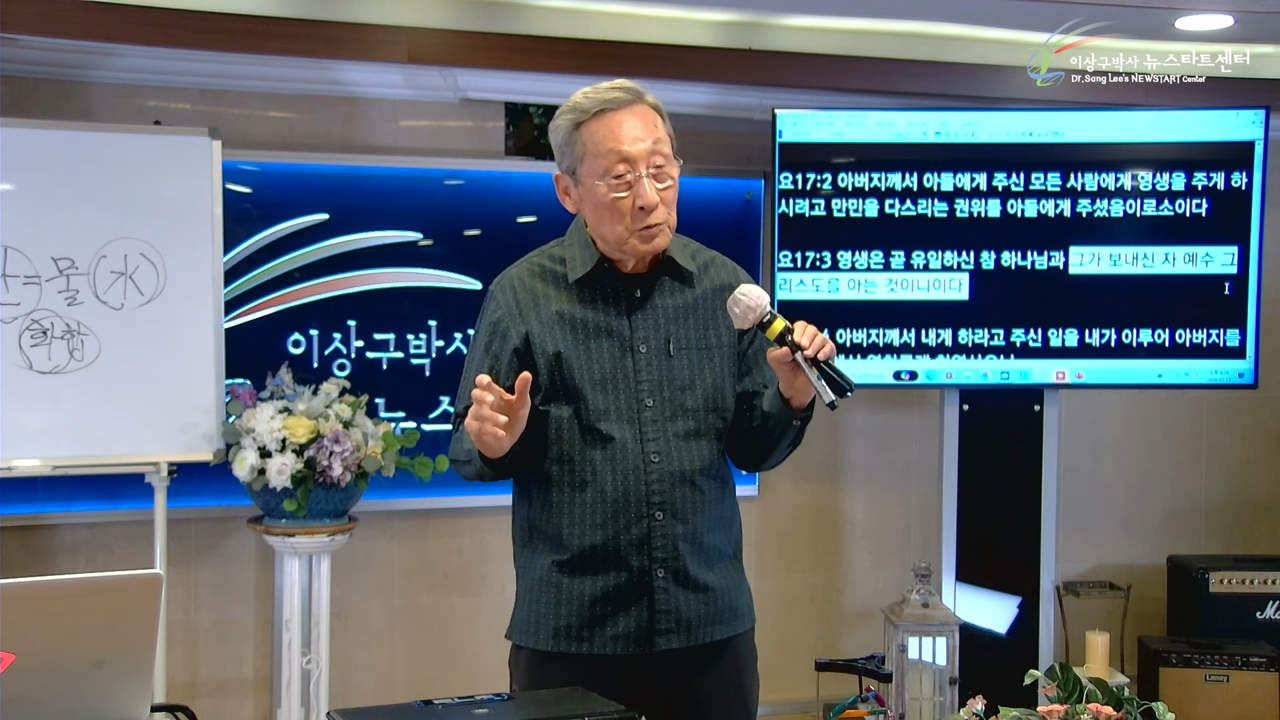 이상구박사 뉴스타트센터
Dr. Sang Lee's NEWSTART Center
요17:2 아버지께서 아들에게 주신 모든 사람에게 영생을 주게 하
시려고 만민을 다스리는 권위를 아들에게 주셨음이로소이다
요17:3 영생은 곧 유일하신 참 하나님과 그가 보내신 자 예수 그
리스도를 아는 것이니이다
아버지께서 내게 하라고 주신 일을 내가 이루어 아버지를
=물(水)
화합
이상구박사
뉴스
Laney